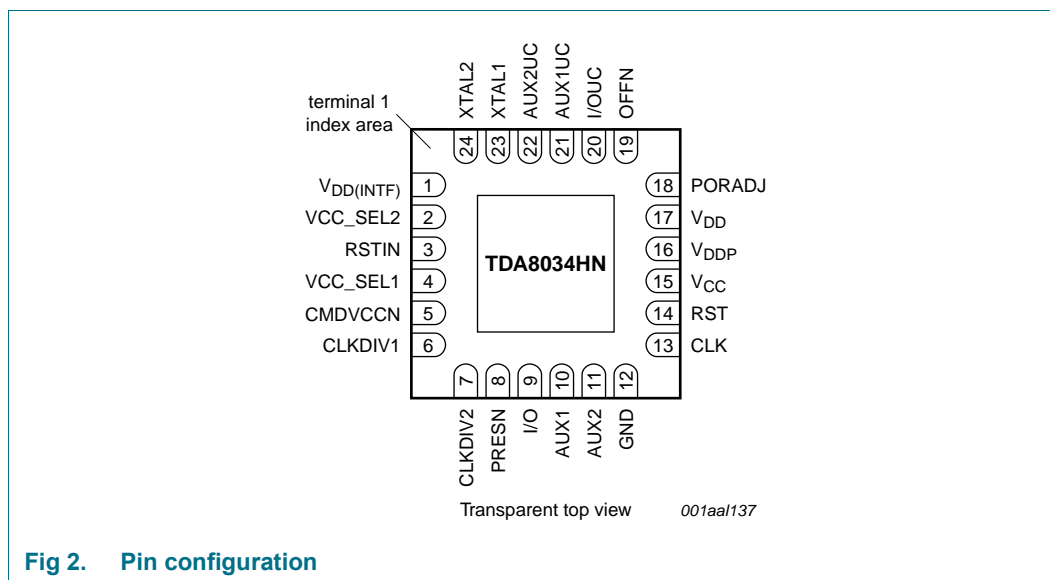 XTAL2
XTAL1
AUX2UC
AUX1UC
I/OUC
OFFN
terminal 1
index area
24
23
22
21
20
19
VDD(INTF) 1
VCC_SEL2 2
RSTIN 3
VCC_SEL1 4
CMDVCCN 5
CLKDIV1 6
TDA8034HN
18 PORADJ
17 VDD
16 VDDP
15 VCC
14 RST
13 CLK
7
8
9
10
11
12
CLKDIV2
PRESN
I/O
AUX1
AUX2
GND
Transparent top view 001aal137
Fig 2. Pin configuration